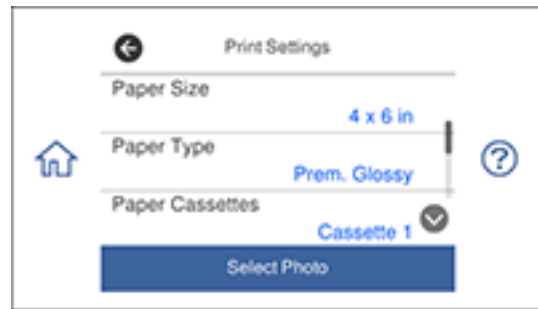 Print Settings
Paper Size
4 x 6 in
Paper Type
Prem. Glossy
Paper Cassettes
Cassette 1
Select Photo
?